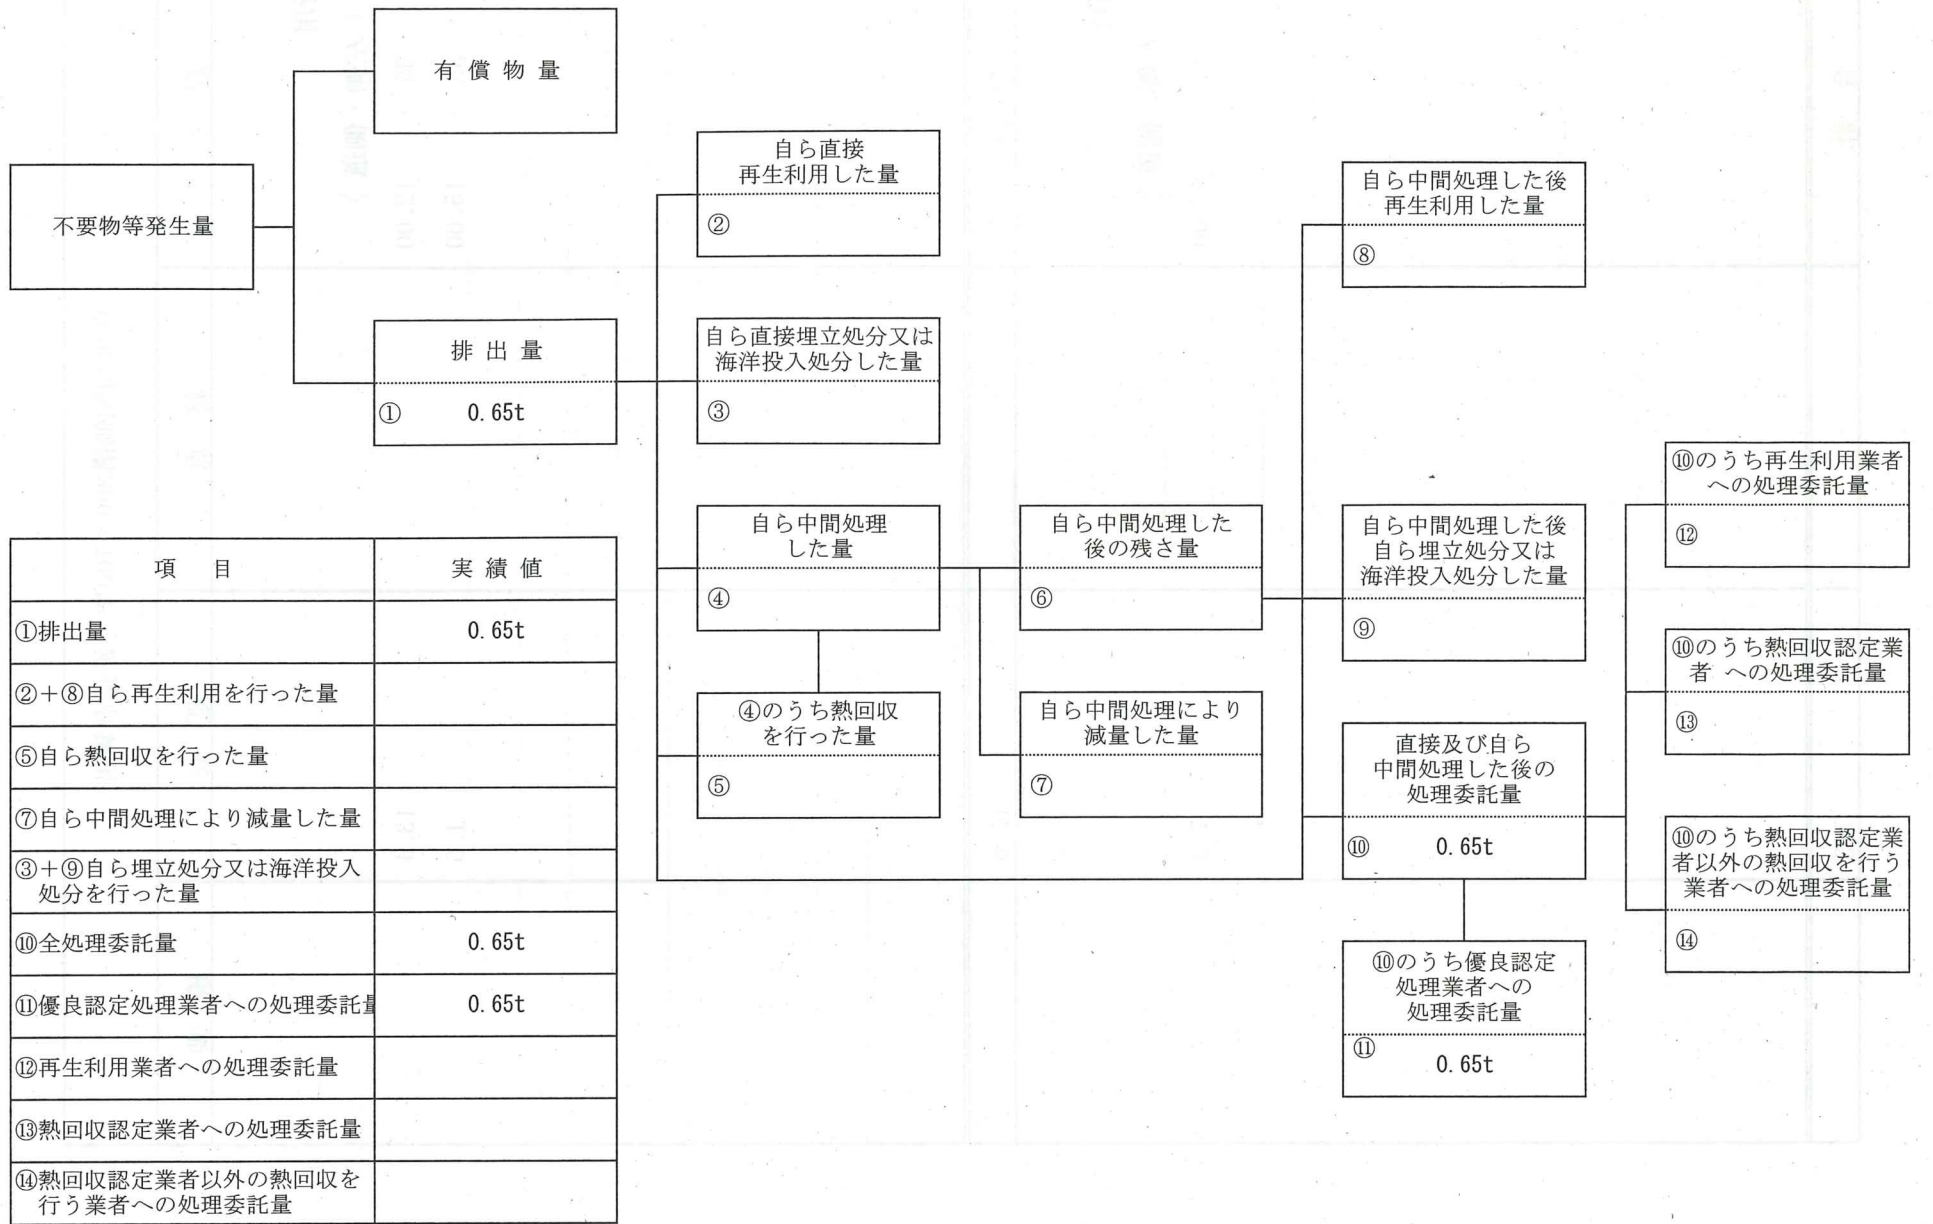 有償物量
不要物等発生量
排出量
① 0.65t
自ら直接
再生利用した量
②
自ら直接埋立処分又は
海洋投入処分した量
③
自ら中間処理
した量
④
④のうち熱回収
を行った量
⑤
自ら中間処理した
後の残さ量
⑥
自ら中間処理により
減量した量
⑦
自ら中間処理した後
再生利用した量
⑧
自ら中間処理した後
自ら埋立処分又は
海洋投入処分した量
⑨
直接及び自ら
中間処理した後の
処理委託量
⑩ 0.65t
⑩のうち優良認定
処理業者への
処理委託量
⑪ 0.65t
⑩のうち再生利用業者
への処理委託量
⑫
⑩のうち熱回収認定業
者 への処理委託量
⑬
⑩のうち熱回収認定業
者以外の熱回収を行う
業者への処理委託量
⑭
項 目 実績値
①排出量 0.65t
②+⑧自ら再生利用を行った量
⑤自ら熱回収を行った量
⑦自ら中間処理により減量した量
③+⑨自ら埋立処分又は海洋投入
処分を行った量
⑩全処理委託量 0.65t
⑪優良認定処理業者への処理委託量 0.65t
⑫再生利用業者への処理委託量
⑬熱回収認定業者への処理委託量
⑭熱回収認定業者以外の熱回収を
行う業者への処理委託量